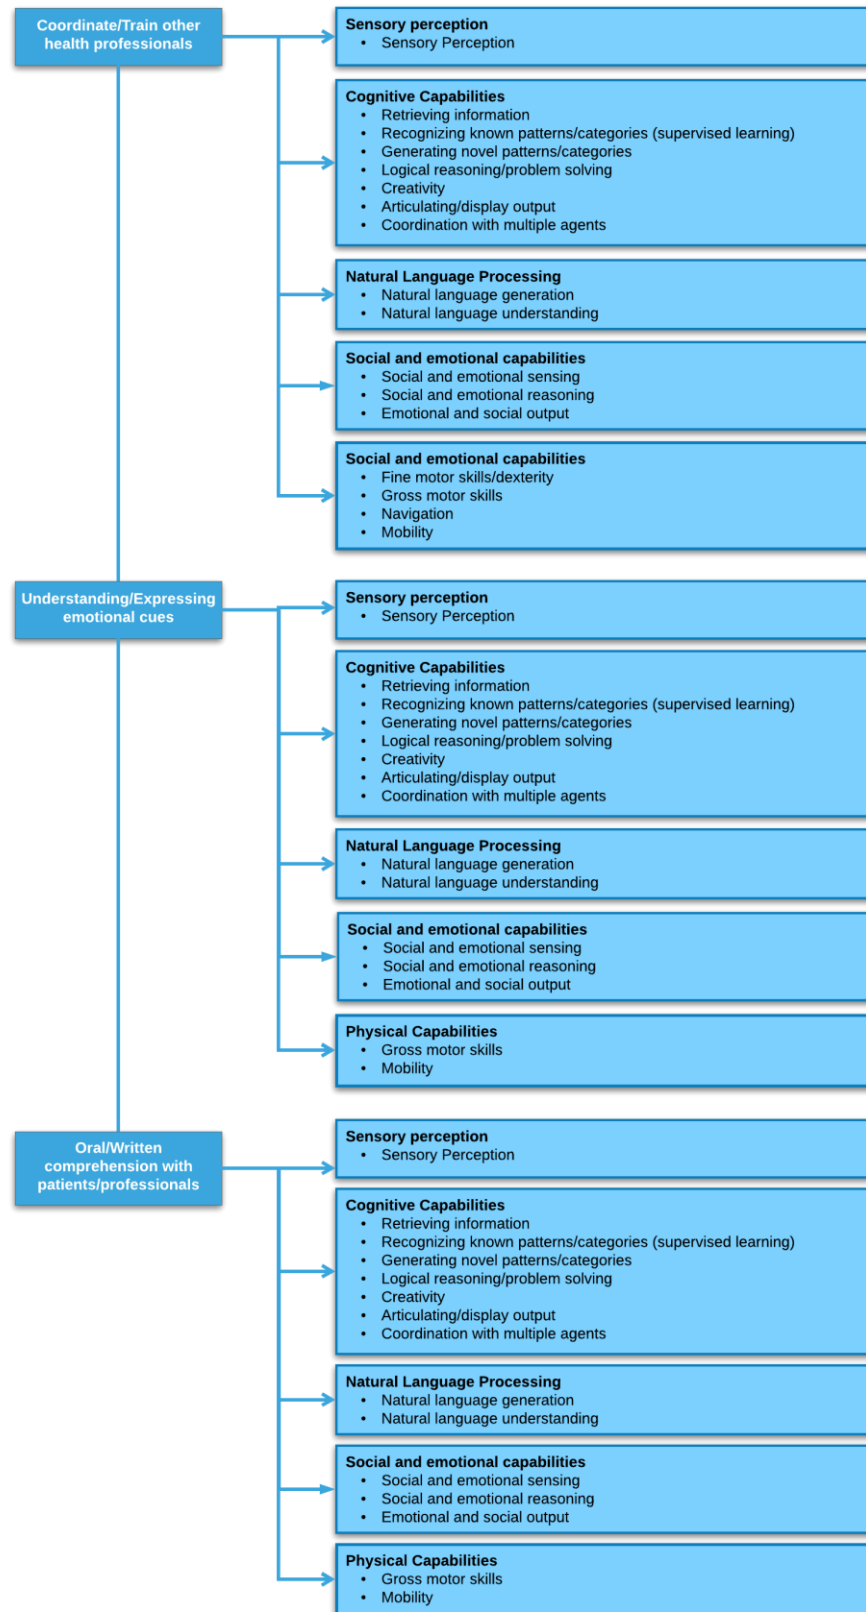 Coordinate/Train other
health professionals
Sensory perception
• Sensory Perception
Cognitive Capabilities
• Retrieving information
• Recognizing known patterns/categories (supervised learning)
• Generating novel patterns/categories
• Logical reasoning/problem solving
• Creativity
• Articulating/display output
• Coordination with multiple agents
Natural Language Processing
• Natural language generation
• Natural language understanding
Social and emotional capabilities
• Social and emotional sensing
• Social and emotional reasoning
• Emotional and social output
Social and emotional capabilities
• Fine motor skills/dexterity
• Gross motor skills
• Navigation
• Mobility
Understanding/Expressing
emotional cues
Sensory perception
• Sensory Perception
Cognitive Capabilities
• Retrieving information
• Recognizing known patterns/categories (supervised learning)
• Generating novel patterns/categories
• Logical reasoning/problem solving
• Creativity
• Articulating/display output
• Coordination with multiple agents
Natural Language Processing
• Natural language generation
• Natural language understanding
Social and emotional capabilities
• Social and emotional sensing
• Social and emotional reasoning
• Emotional and social output
Physical Capabilities
• Gross motor skills
• Mobility
Oral/Written
comprehension with
patients/professionals
Sensory perception
• Sensory Perception
Cognitive Capabilities
• Retrieving information
• Recognizing known patterns/categories (supervised learning)
• Generating novel patterns/categories
• Logical reasoning/problem solving
• Creativity
• Articulating/display output
• Coordination with multiple agents
Natural Language Processing
• Natural language generation
• Natural language understanding
Social and emotional capabilities
• Social and emotional sensing
• Social and emotional reasoning
• Emotional and social output
Physical Capabilities
• Gross motor skills
• Mobility